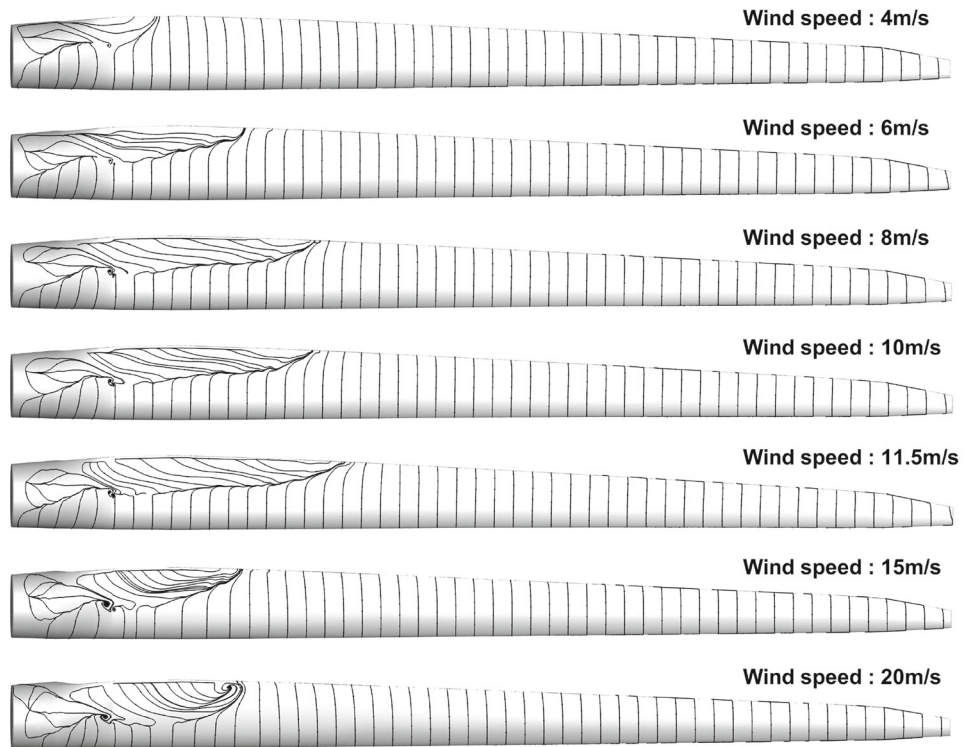 Wind speed : 4m/s
Wind speed : 6m/s
Wind speed : 8m/s
Wind speed : 10m/s
Wind speed : 11.5m/s
Wind speed : 15m/s
Wind speed : 20m/s